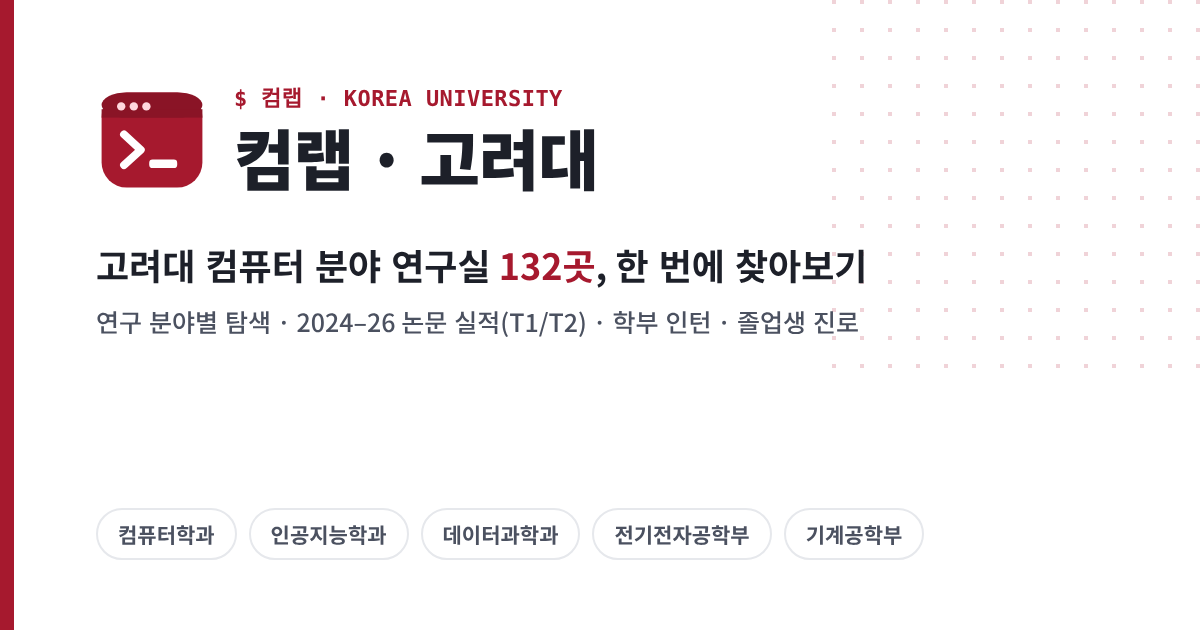 $ 컴랩 · KOREA UNIVERSITY
컴랩 · 고려대
고려대 컴퓨터 분야 연구실 132곳, 한 번에 찾아보기
연구 분야별 탐색 · 2024–26 논문 실적(T1/T2) · 학부 인턴 · 졸업생 진로
컴퓨터학과 인공지능학과 데이터과학과 전기전자공학부 기계공학부